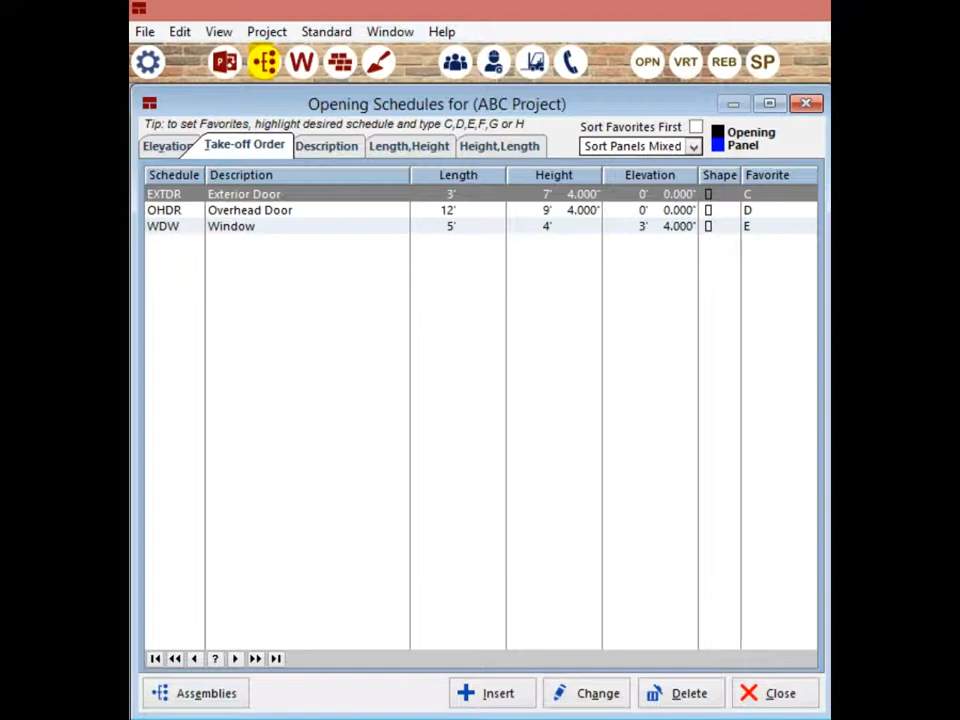 File Edit View Project Standard Window Help
P W OPN VRT REB SP
Opening Schedules for (ABC Project)
Tip: to set Favorites, highlight desired schedule and type C,D,E,F,G or H
Sort Favorites First
Sort Panels Mixed
Opening
Panel
Elevation Take-off Order Description Length,Height Height,Length
Schedule Description Length Height Elevation Shape Favorite
EXTDR Exterior Door 3' 7' 4.000" 0' 0.000" C
OHDR Overhead Door 12' 9' 4.000" 0' 0.000" D
WDW Window 5' 4' 3' 4.000" E
?
Assemblies Insert Change Delete Close